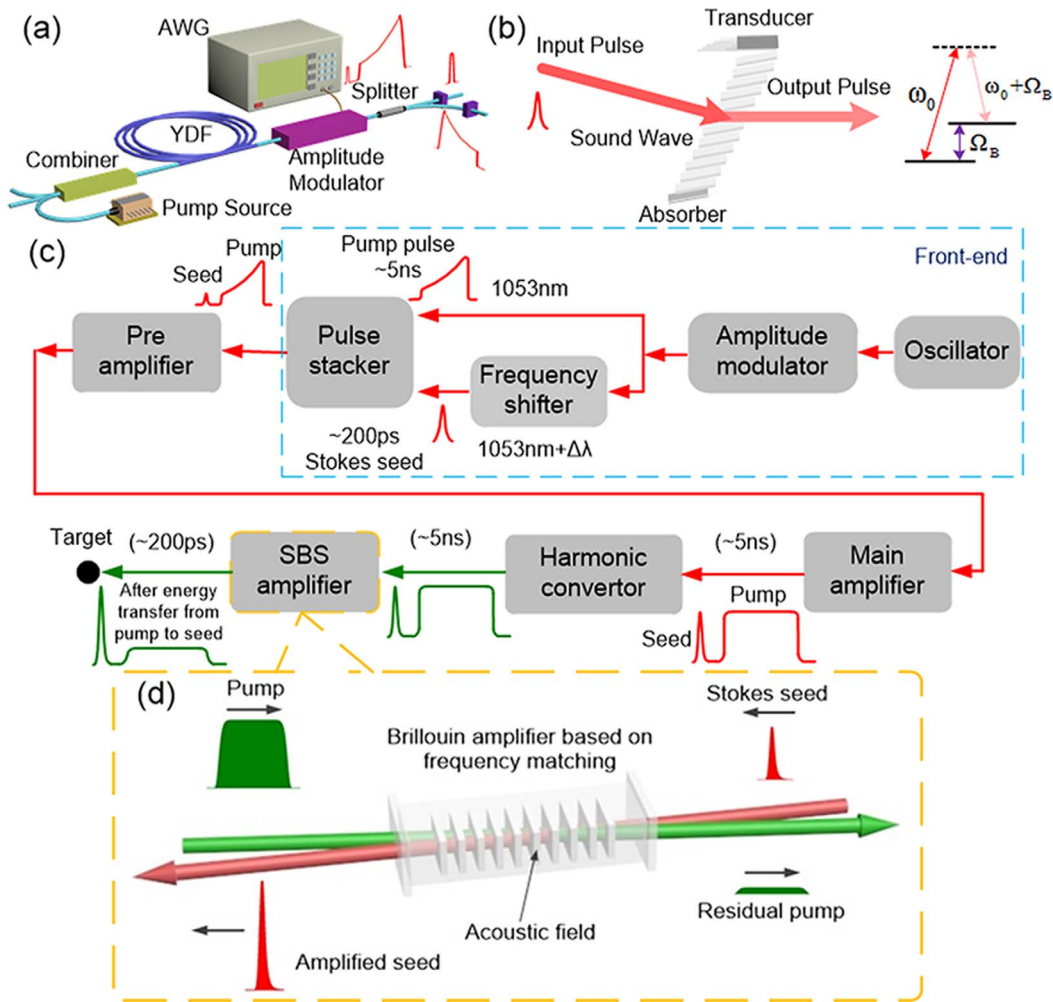 (a)
AWG
Splitter
YDF
Combiner
Amplitude
Modulator
Pump Source
(b)
Transducer
Input Pulse
Output Pulse
Sound Wave
Absorber
ω₀
ω₀+Ω_B
Ω_B
(c)
Front-end
Pump
Seed
Pump pulse
~5ns
1053nm
Pre
amplifier
Pulse
stacker
Frequency
shifter
Amplitude
modulator
Oscillator
~200ps
Stokes seed
1053nm+Δλ
Target
(~200ps)
SBS
amplifier
(~5ns)
Harmonic
convertor
(~5ns)
Main
amplifier
After energy
transfer from
pump to seed
Pump
Seed
(d)
Pump
Stokes seed
Brillouin amplifier based on
frequency matching
Residual pump
Acoustic field
Amplified seed